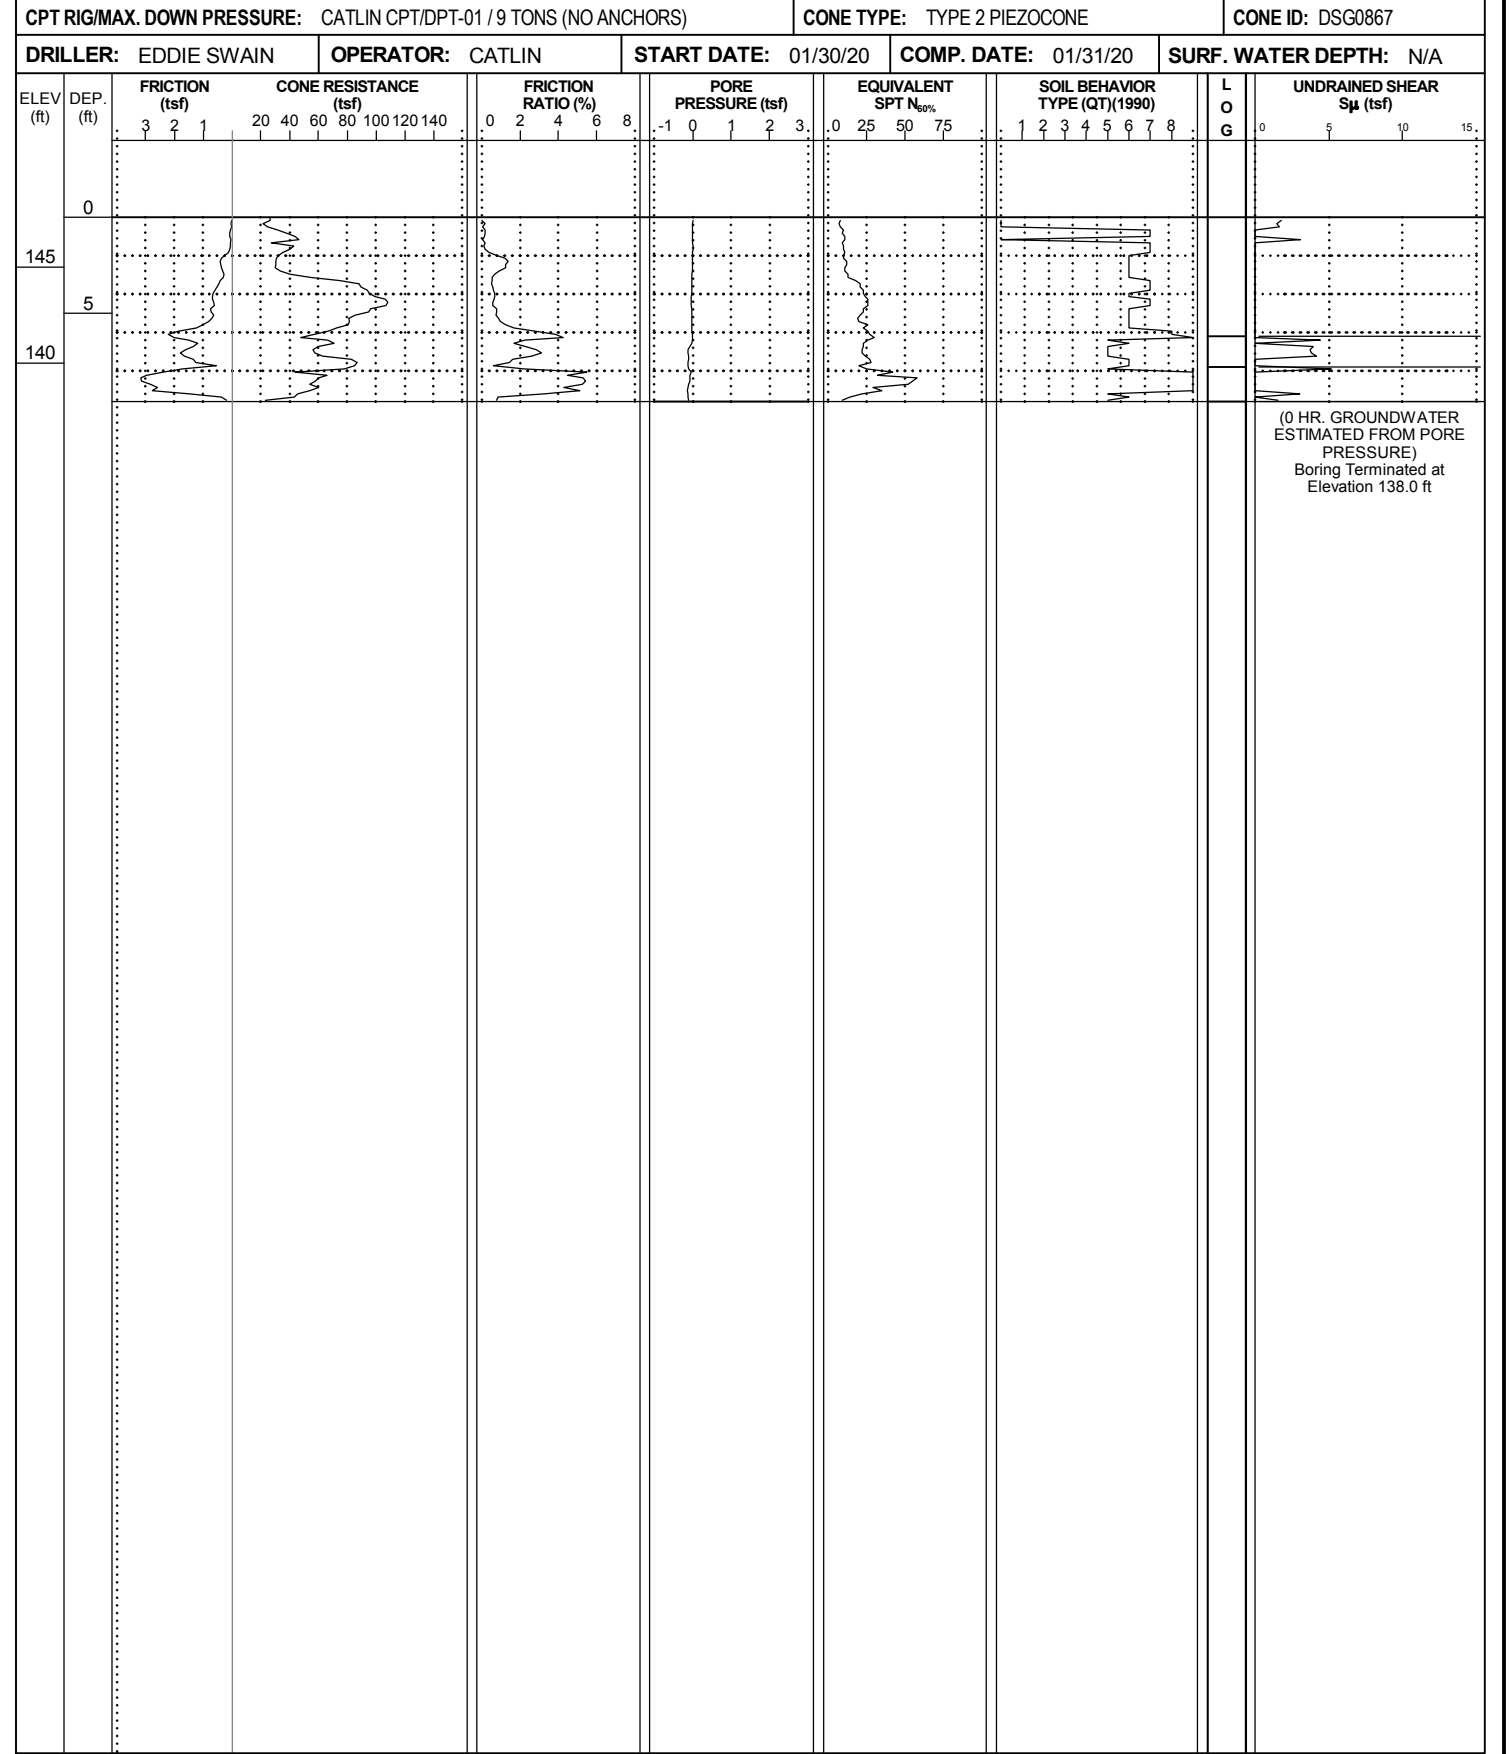 CPT RIG/MAX. DOWN PRESSURE: CATLIN CPT/DPT-01 / 9 TONS (NO ANCHORS) CONE TYPE: TYPE 2 PIEZOCONE CONE ID: DSG0867
DRILLER: EDDIE SWAIN OPERATOR: CATLIN START DATE: 01/30/20 COMP. DATE: 01/31/20 SURF. WATER DEPTH: N/A
ELEV (ft)
DEP. (ft)
FRICTION
(tsf)
3 2 1
CONE RESISTANCE
(tsf)
20 40 60 80 100 120 140
FRICTION
RATIO (%)
0 2 4 6 8
PORE
PRESSURE (tsf)
-1 0 1 2 3
EQUIVALENT
SPT N60%
0 25 50 75
SOIL BEHAVIOR
TYPE (QT)(1990)
1 2 3 4 5 6 7 8
L
O
G
UNDRAINED SHEAR
Sμ (tsf)
0 5 10 15
0
145
5
140
(0 HR. GROUNDWATER
ESTIMATED FROM PORE
PRESSURE)
Boring Terminated at
Elevation 138.0 ft